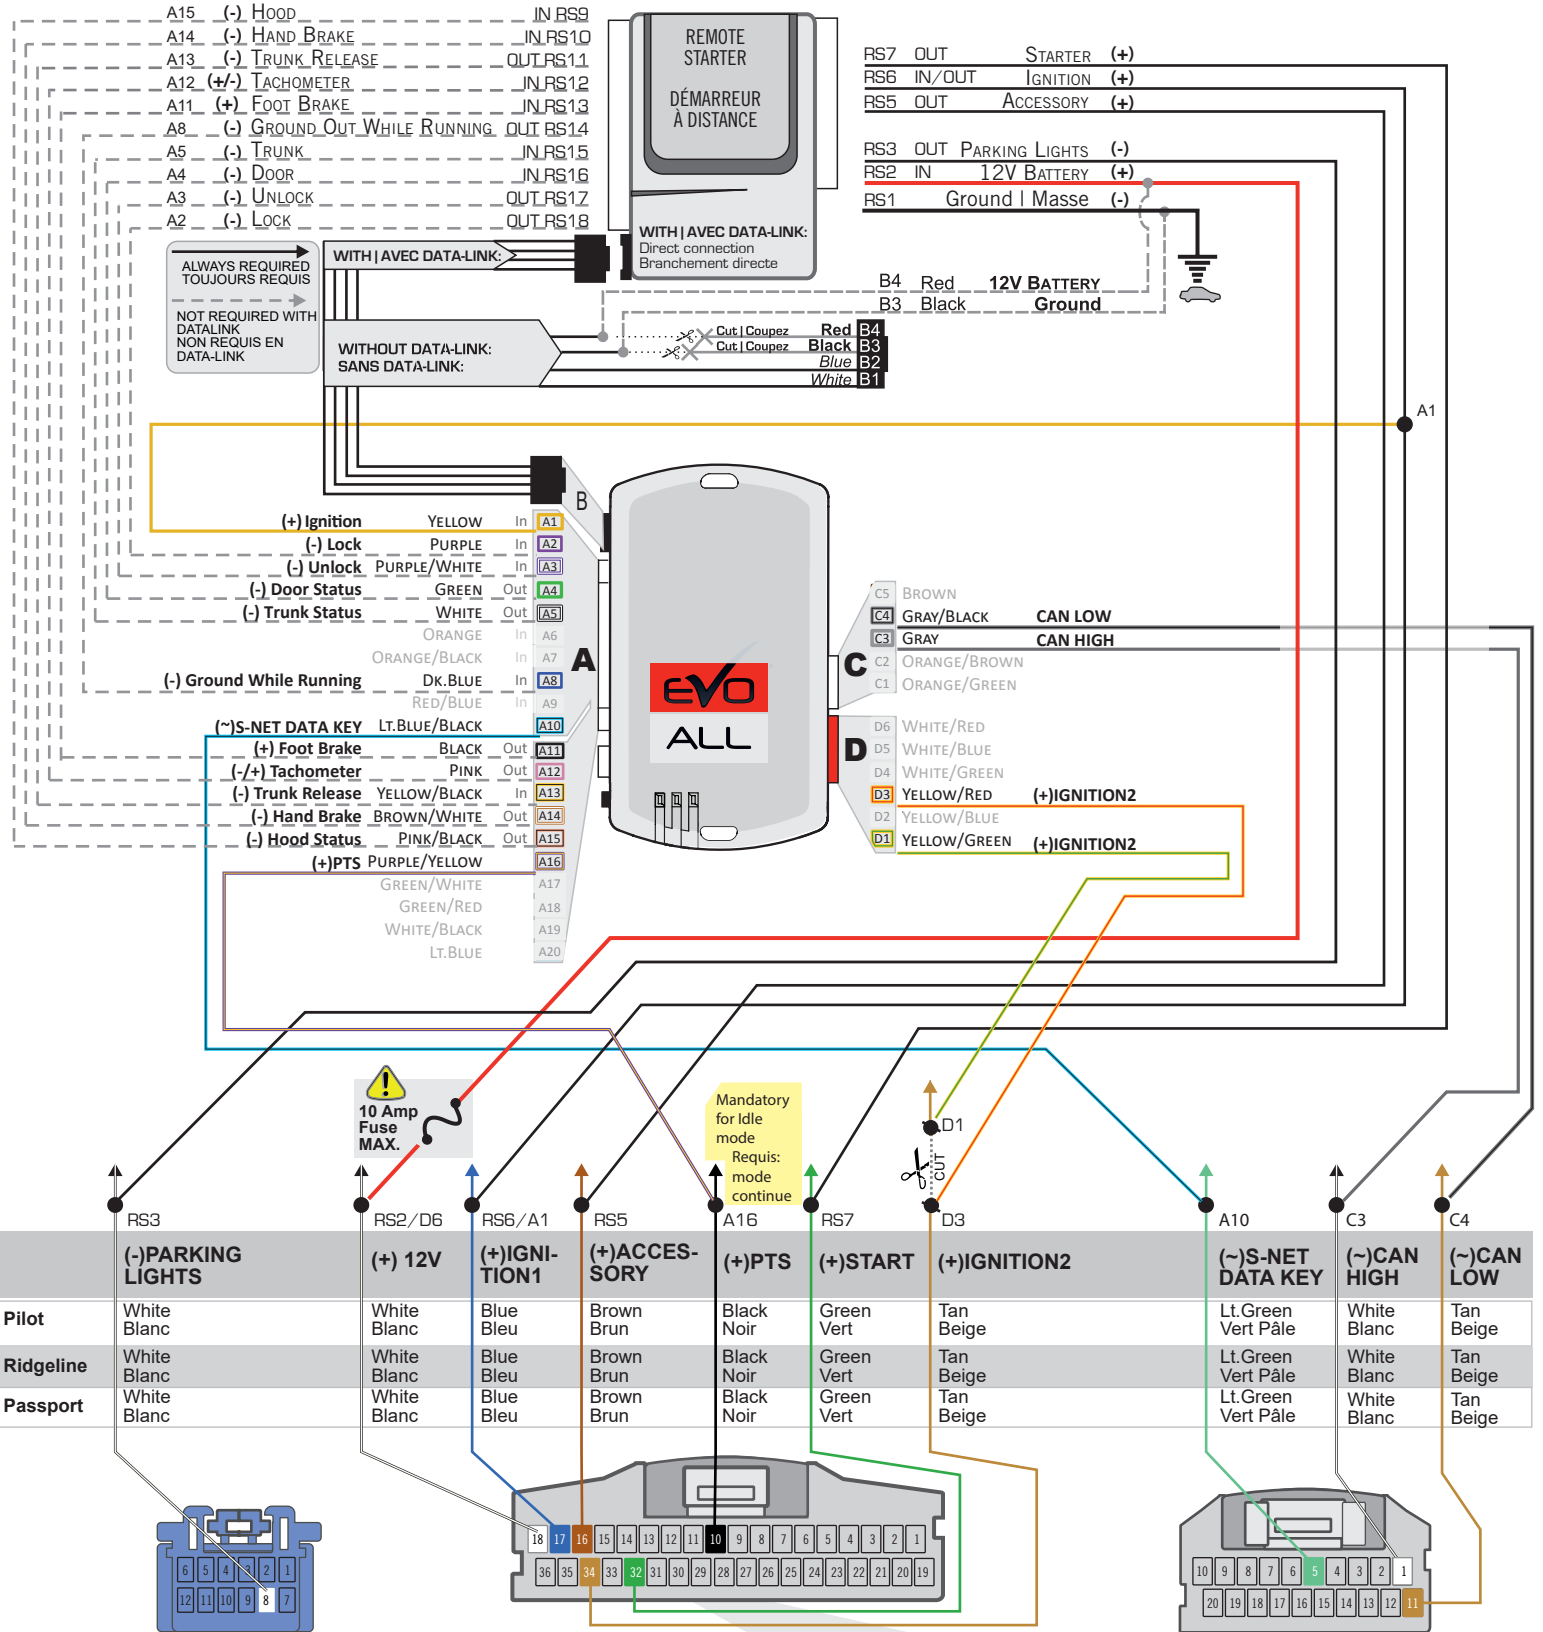 A15 (-) HOOD IN RS9
A14 (-) HAND BRAKE IN RS10
A13 (-) TRUNK RELEASE OUT RS11
A12 (+/-) TACHOMETER IN RS12
A11 (+) FOOT BRAKE IN RS13
A8 (-) GROUND OUT WHILE RUNNING OUT RS14
A5 (-) TRUNK IN RS15
A4 (-) DOOR IN RS16
A3 (-) UNLOCK OUT RS17
A2 (-) LOCK OUT RS18
REMOTE
STARTER
DÉMARREUR
À DISTANCE
WITH | AVEC DATA-LINK:
Direct connection
Branchement directe
RS7 OUT STARTER (+)
RS6 IN/OUT IGNITION (+)
RS5 OUT ACCESSORY (+)
RS3 OUT PARKING LIGHTS (-)
RS2 IN 12V BATTERY (+)
RS1 Ground | Masse (-)
ALWAYS REQUIRED
TOUJOURS REQUIS
NOT REQUIRED WITH
DATALINK
NON REQUIS EN
DATA-LINK
WITH | AVEC DATA-LINK:
WITHOUT DATA-LINK:
SANS DATA-LINK:
B4 Red 12V BATTERY
B3 Black Ground
Cut | Coupez Red B4
Cut | Coupez Black B3
Blue B2
White B1
A1
B
(+) Ignition YELLOW In A1
(-) Lock PURPLE In A2
(-) Unlock PURPLE/WHITE In A3
(-) Door Status GREEN Out A4
(-) Trunk Status WHITE Out A5
ORANGE In A6
ORANGE/BLACK In A7
(-) Ground While Running DK.BLUE In A8
RED/BLUE In A9
(~)S-NET DATA KEY LT.BLUE/BLACK A10
(+) Foot Brake BLACK Out A11
(-/+) Tachometer PINK Out A12
(-) Trunk Release YELLOW/BLACK In A13
(-) Hand Brake BROWN/WHITE Out A14
(-) Hood Status PINK/BLACK Out A15
(+)PTS PURPLE/YELLOW A16
GREEN/WHITE A17
GREEN/RED A18
WHITE/BLACK A19
LT.BLUE A20
A
EVO
ALL
C
C5 BROWN
C4 GRAY/BLACK CAN LOW
C3 GRAY CAN HIGH
C2 ORANGE/BROWN
C1 ORANGE/GREEN
D
D6 WHITE/RED
D5 WHITE/BLUE
D4 WHITE/GREEN
D3 YELLOW/RED (+)IGNITION2
D2 YELLOW/BLUE
D1 YELLOW/GREEN (+)IGNITION2
10 Amp
Fuse
MAX.
Mandatory
for Idle
mode
Requis:
mode
continue
D1
CUT
RS3 RS2/D6 RS6/A1 RS5 A16 RS7 D3 A10 C3 C4
(-)PARKING LIGHTS (+) 12V (+)IGNI-TION1 (+)ACCES-SORY (+)PTS (+)START (+)IGNITION2 (~)S-NET DATA KEY (~)CAN HIGH (~)CAN LOW
Pilot White White Blue Brown Black Green Tan Lt.Green White Tan
Blanc Blanc Bleu Brun Noir Vert Beige Vert Pâle Blanc Beige
Ridgeline White White Blue Brown Black Green Tan Lt.Green White Tan
Blanc Blanc Bleu Brun Noir Vert Beige Vert Pâle Blanc Beige
Passport White White Blue Brown Black Green Tan Lt.Green White Tan
Blanc Blanc Bleu Brun Noir Vert Beige Vert Pâle Blanc Beige
6 5 4 3 2 1
12 11 10 9 8 7
18 17 16 15 14 13 12 11 10 9 8 7 6 5 4 3 2 1
36 35 34 33 32 31 30 29 28 27 26 25 24 23 22 21 20 19
10 9 8 7 6 5 4 3 2 1
20 19 18 17 16 15 14 13 12 11